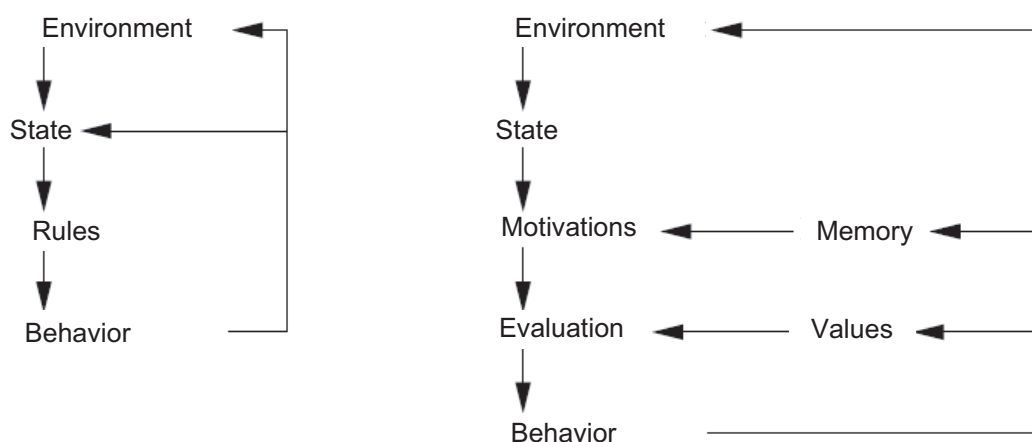 Environment
State
Rules
Behavior
Environment
State
Motivations
Memory
Evaluation
Values
Behavior